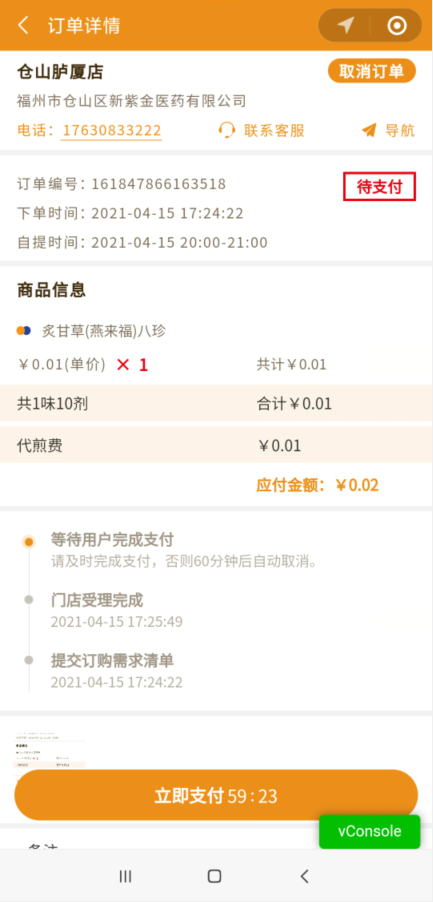 订单详情
仓山胪厦店
取消订单
福州市仓山区新紫金医药有限公司
电话: 17630833222 联系客服 导航
订单编号: 161847866163518 待支付
下单时间: 2021-04-15 17:24:22
自提时间: 2021-04-15 20:00-21:00
商品信息
炙甘草(燕来福)八珍
￥0.01(单价) × 1 共计￥0.01
共1味10剂 合计￥0.01
代煎费 ￥0.01
应付金额: ￥0.02
等待用户完成支付
请及时完成支付，否则60分钟后自动取消。
门店受理完成
2021-04-15 17:25:49
提交订购需求清单
2021-04-15 17:24:22
立即支付 59 : 23
vConsole